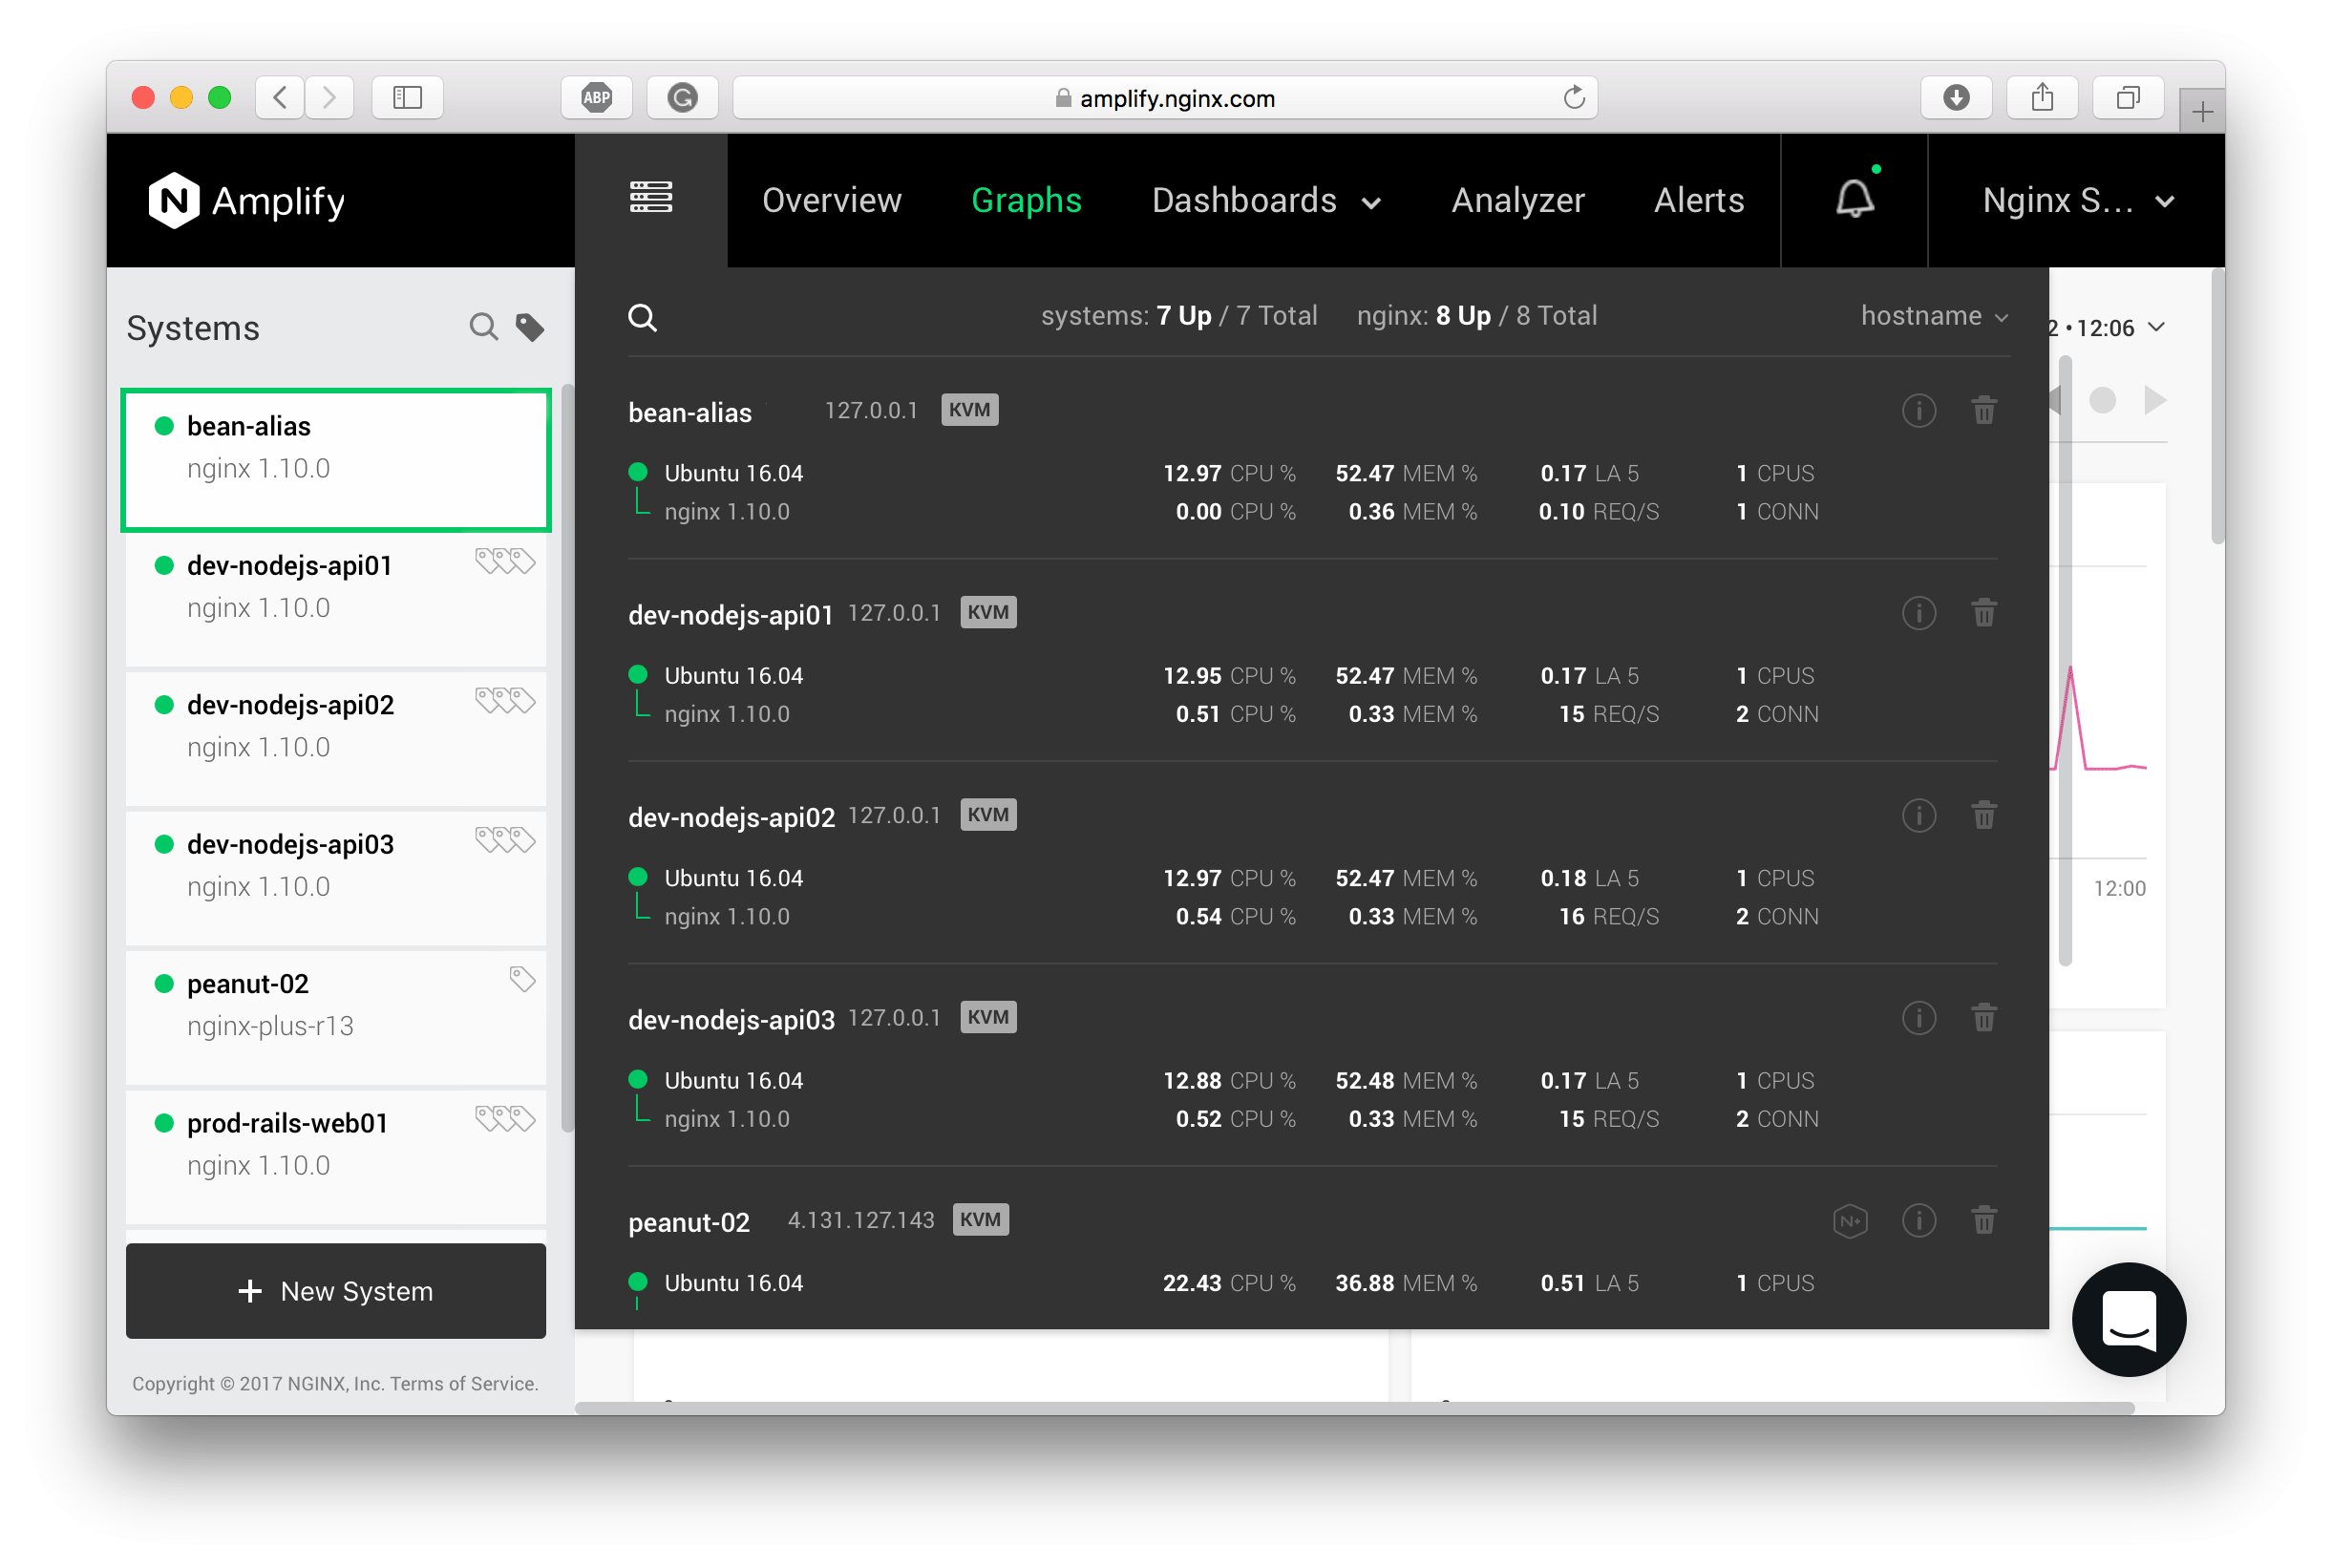 ABP
amplify.nginx.com
N Amplify
Overview Graphs Dashboards Analyzer Alerts Nginx S...
Systems
bean-alias
nginx 1.10.0
dev-nodejs-api01
nginx 1.10.0
dev-nodejs-api02
nginx 1.10.0
dev-nodejs-api03
nginx 1.10.0
peanut-02
nginx-plus-r13
prod-rails-web01
nginx 1.10.0
+ New System
Copyright © 2017 NGINX, Inc. Terms of Service.
systems: 7 Up / 7 Total nginx: 8 Up / 8 Total hostname
bean-alias 127.0.0.1 KVM
Ubuntu 16.04 12.97 CPU % 52.47 MEM % 0.17 LA 5 1 CPUS
nginx 1.10.0 0.00 CPU % 0.36 MEM % 0.10 REQ/S 1 CONN
dev-nodejs-api01 127.0.0.1 KVM
Ubuntu 16.04 12.95 CPU % 52.47 MEM % 0.17 LA 5 1 CPUS
nginx 1.10.0 0.51 CPU % 0.33 MEM % 15 REQ/S 2 CONN
dev-nodejs-api02 127.0.0.1 KVM
Ubuntu 16.04 12.97 CPU % 52.47 MEM % 0.18 LA 5 1 CPUS
nginx 1.10.0 0.54 CPU % 0.33 MEM % 16 REQ/S 2 CONN
dev-nodejs-api03 127.0.0.1 KVM
Ubuntu 16.04 12.88 CPU % 52.48 MEM % 0.17 LA 5 1 CPUS
nginx 1.10.0 0.52 CPU % 0.33 MEM % 15 REQ/S 2 CONN
peanut-02 4.131.127.143 KVM N+
Ubuntu 16.04 22.43 CPU % 36.88 MEM % 0.51 LA 5 1 CPUS
2 • 12:06
12:00